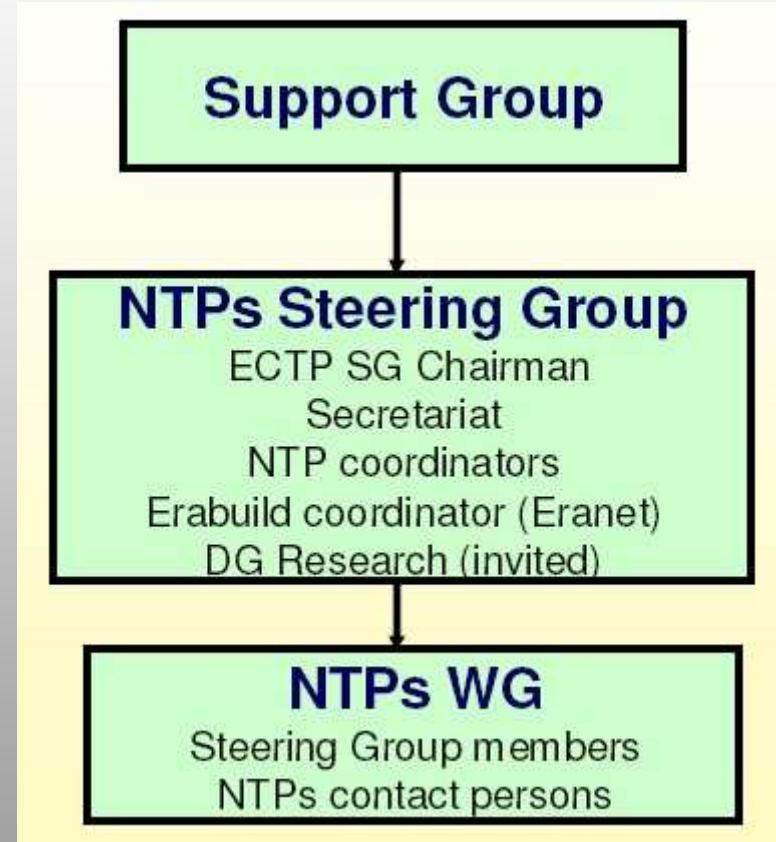 Support Group
NTPs Steering Group
ECTP SG Chairman
Secretariat
NTP coordinators
Erabuild coordinator (Eranet)
DG Research (invited)
NTPs WG
Steering Group members
NTPs contact persons